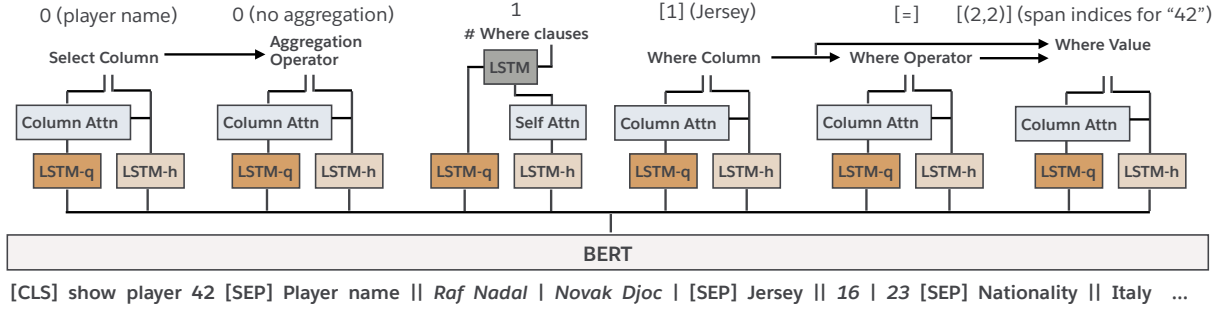 0 (player name) 0 (no aggregation) 1 [1] (Jersey) [=] [(2,2)] (span indices for “42”)
Select Column Aggregation Operator # Where clauses Where Column Where Operator Where Value
LSTM
Column Attn Column Attn Self Attn Column Attn Column Attn Column Attn
LSTM-q LSTM-h LSTM-q LSTM-h LSTM-q LSTM-h LSTM-q LSTM-h LSTM-q LSTM-h LSTM-q LSTM-h
BERT
[CLS] show player 42 [SEP] Player name || Raf Nadal | Novak Djoc | [SEP] Jersey || 16 | 23 [SEP] Nationality || Italy ...